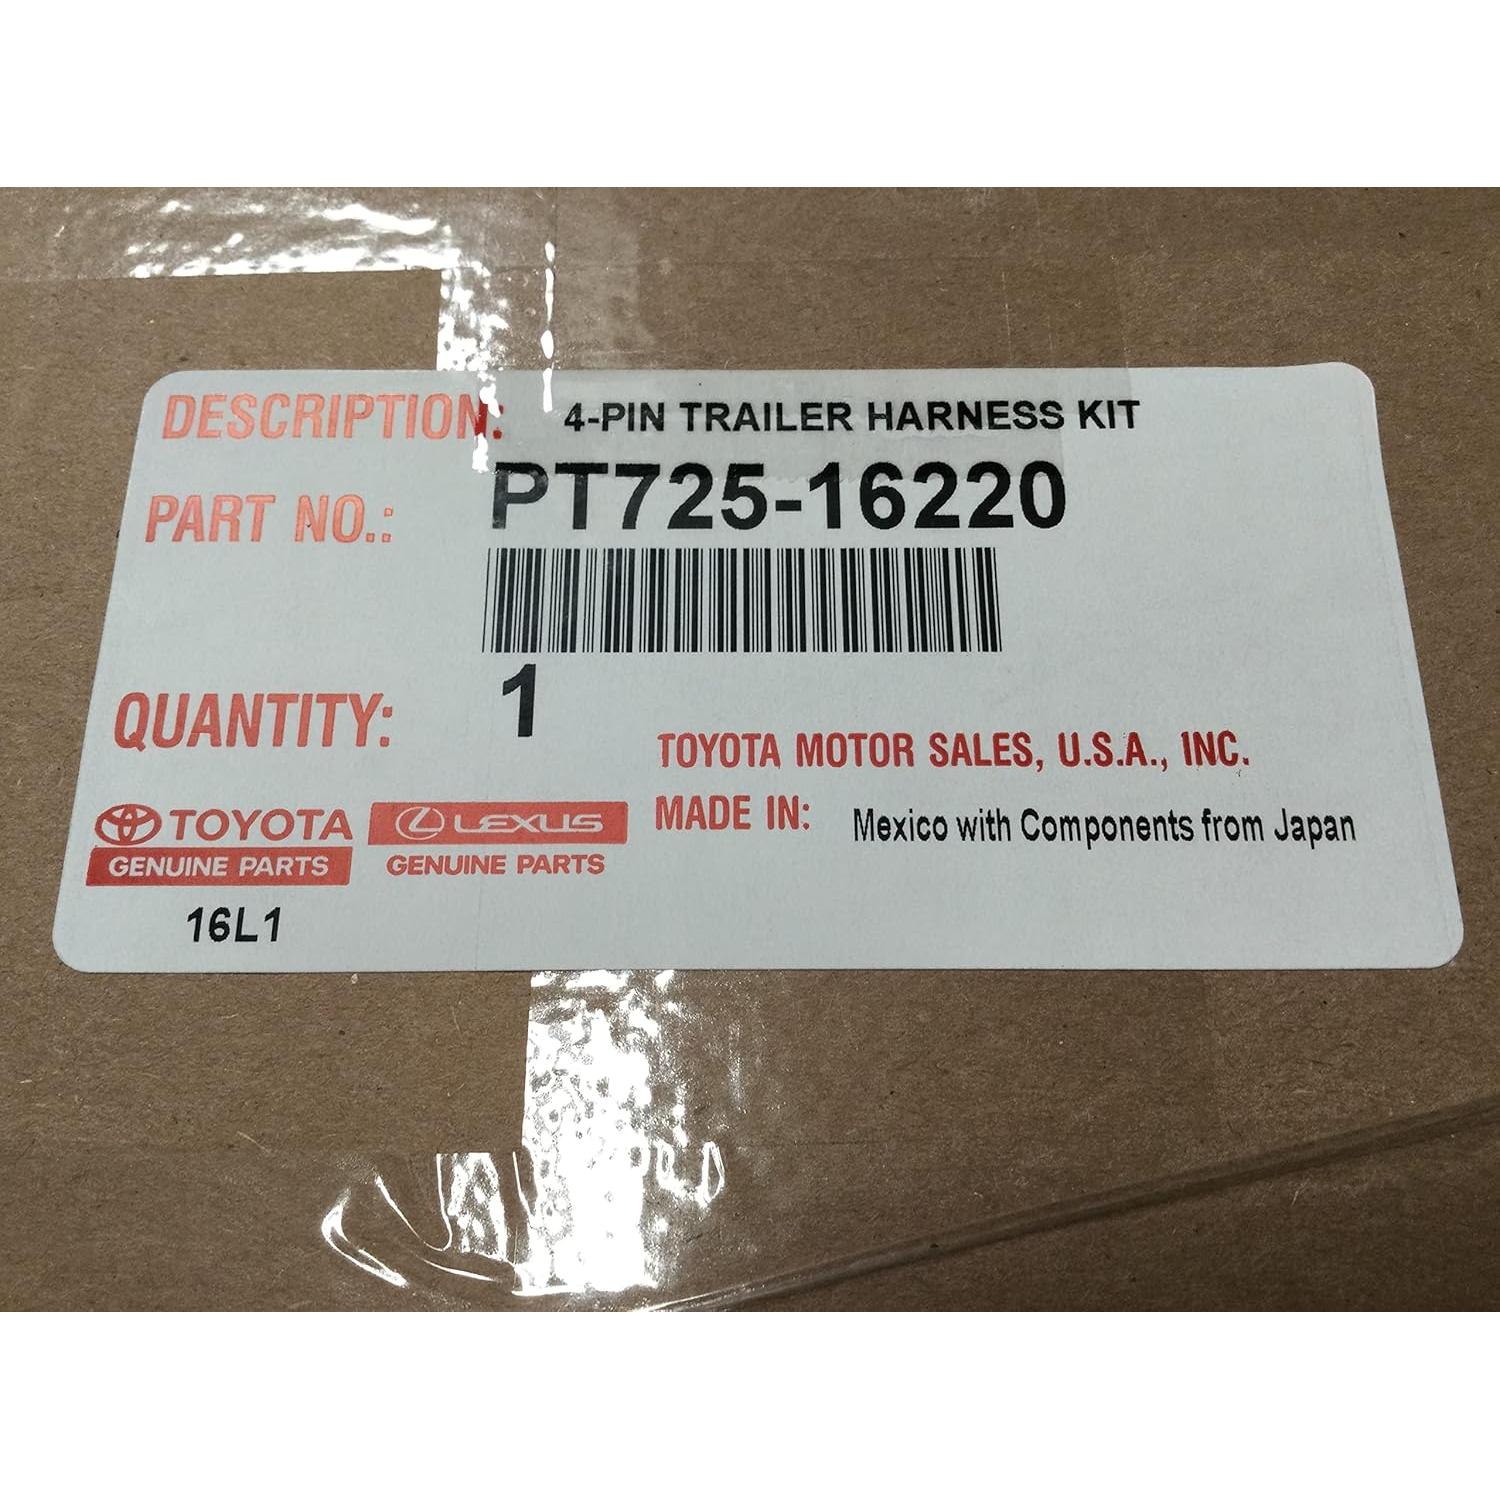 DESCRIPTION: 4-PIN TRAILER HARNESS KIT
PART NO.: PT725-16220
QUANTITY: 1
TOYOTA MOTOR SALES, U.S.A., INC.
MADE IN: Mexico with Components from Japan
TOYOTA
GENUINE PARTS
LEXUS
GENUINE PARTS
16L1